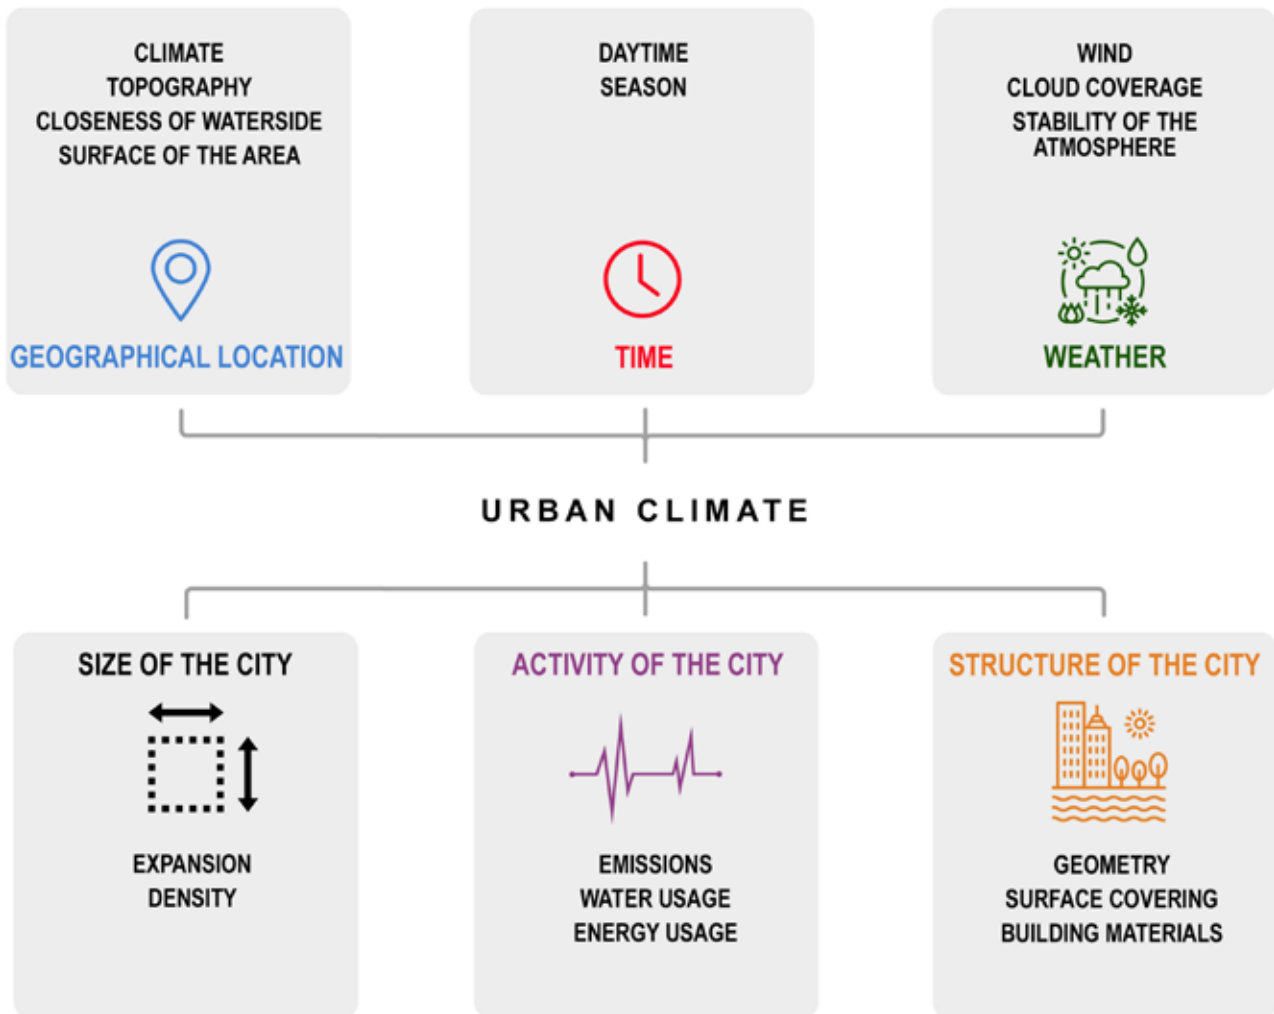 CLIMATE
TOPOGRAPHY
CLOSENESS OF WATERSIDE
SURFACE OF THE AREA
GEOGRAPHICAL LOCATION
DAYTIME
SEASON
TIME
WIND
CLOUD COVERAGE
STABILITY OF THE
ATMOSPHERE
WEATHER
URBAN CLIMATE
SIZE OF THE CITY
EXPANSION
DENSITY
ACTIVITY OF THE CITY
EMISSIONS
WATER USAGE
ENERGY USAGE
STRUCTURE OF THE CITY
GEOMETRY
SURFACE COVERING
BUILDING MATERIALS